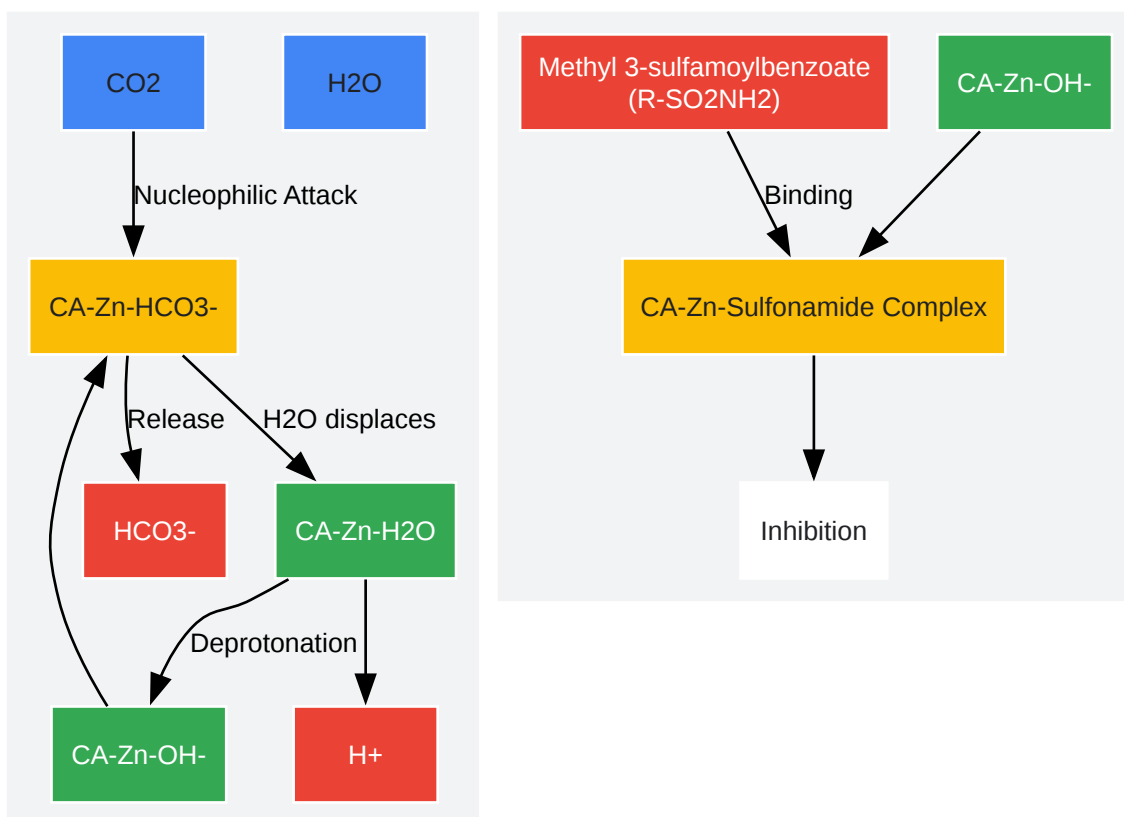 CO2
H2O
Nucleophilic Attack
CA-Zn-HCO3-
Release
H2O displaces
HCO3-
CA-Zn-H2O
Deprotonation
CA-Zn-OH-
H+
Methyl 3-sulfamoylbenzoate
(R-SO2NH2)
CA-Zn-OH-
Binding
CA-Zn-Sulfonamide Complex
Inhibition